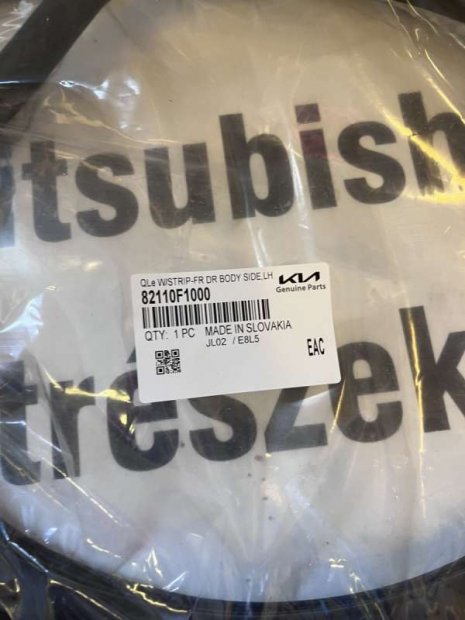 itsubish
QLe W/STRIP-FR DR BODY SIDE,LH
KIA
82110F1000
Genuine Parts
QTY: 1 PC MADE IN SLOVAKIA
JL02 / E8L5
EAC
trészek